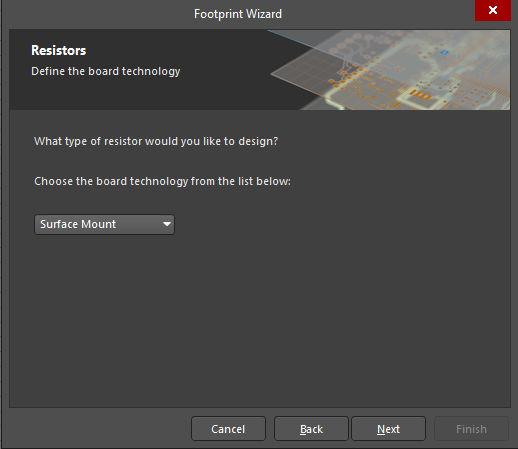 Footprint Wizard
Resistors
Define the board technology
What type of resistor would you like to design?
Choose the board technology from the list below:
Surface Mount
Cancel Back Next Finish